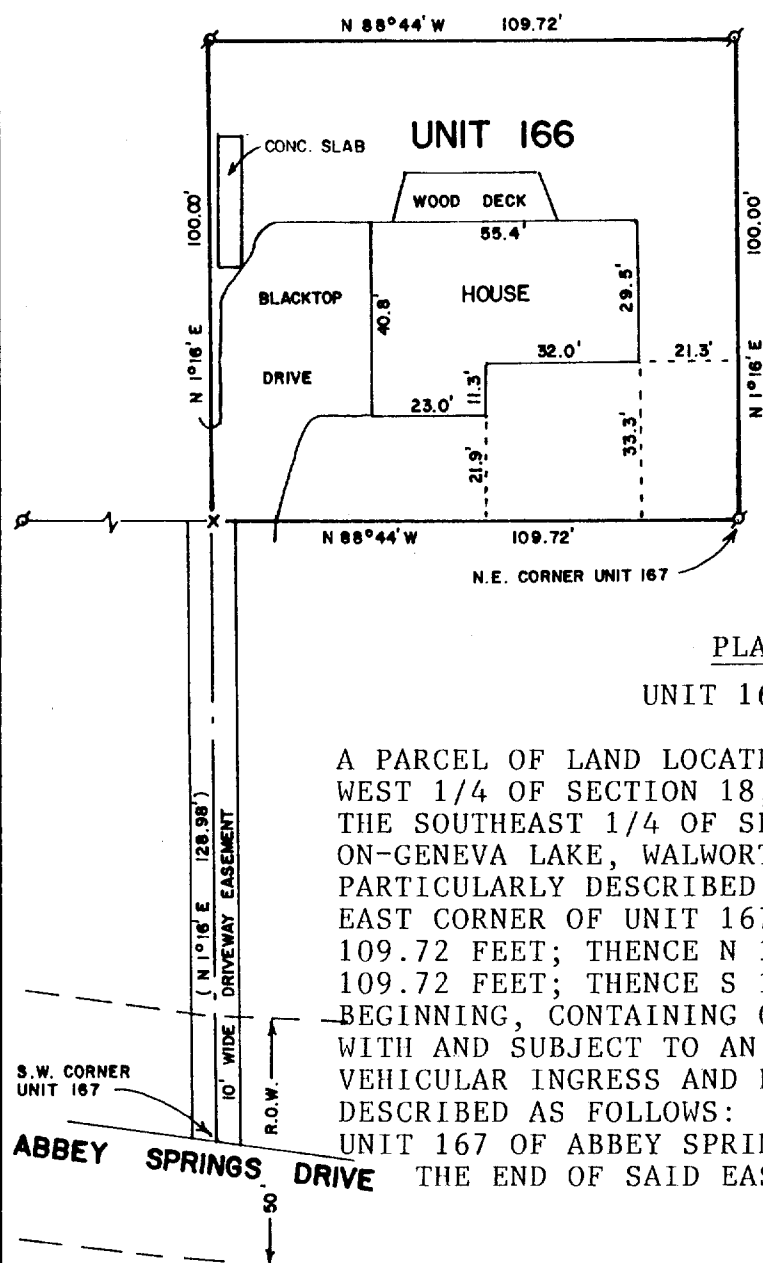 N 88°44' W 109.72'
UNIT 166
CONC. SLAB
WOOD DECK
100.00'
100.00'
55.4'
BLACKTOP
DRIVE
HOUSE
40.8'
29.5'
N 1°16' E
N 1°16' E
32.0'
21.3'
11.3'
23.0'
21.9'
33.3'
N 88°44' W 109.72'
N.E. CORNER UNIT 167
PLA
UNIT 16
A PARCEL OF LAND LOCATE
WEST 1/4 OF SECTION 18
THE SOUTHEAST 1/4 OF S
ON-GENEVA LAKE, WALWORT
PARTICULARLY DESCRIBED
EAST CORNER OF UNIT 167
109.72 FEET; THENCE N
109.72 FEET; THENCE S
BEGINNING, CONTAINING
WITH AND SUBJECT TO AN
VEHICULAR INGRESS AND
DESCRIBED AS FOLLOWS:
UNIT 167 OF ABBEY SPRI
THE END OF SAID EAS
(N 1°16' E 128.98')
10' WIDE DRIVEWAY EASEMENT
R.O.W.
50'
S.W. CORNER
UNIT 167
ABBEY SPRINGS DRIVE